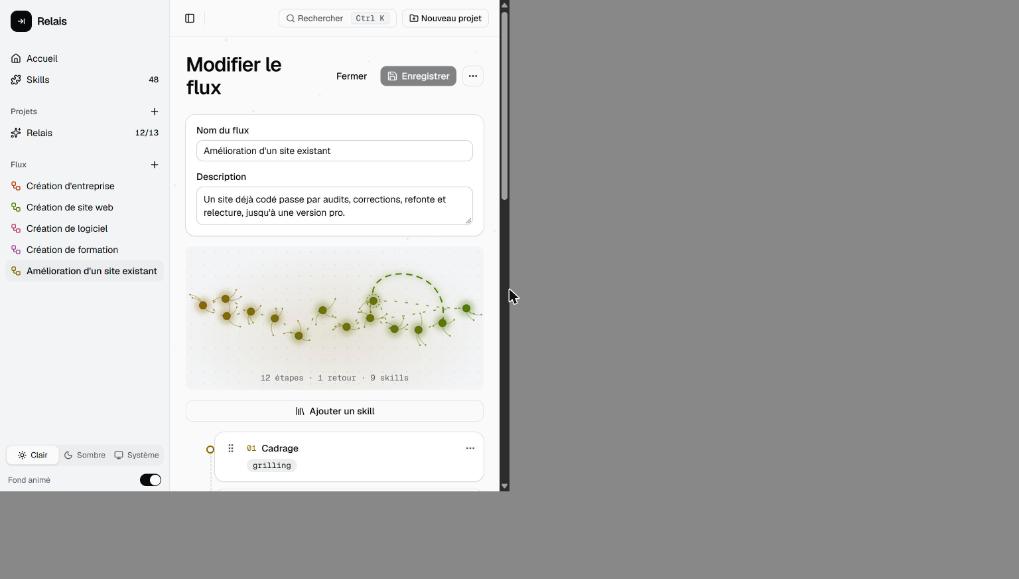 Relais
Rechercher Ctrl K
Nouveau projet
Accueil
Skills 48
Projets
Relais 12/13
Flux
Création d'entreprise
Création de site web
Création de logiciel
Création de formation
Amélioration d'un site existant
Clair Sombre Système
Fond animé
Modifier le
flux
Fermer
Enregistrer
Nom du flux
Amélioration d'un site existant
Description
Un site déjà codé passe par audits, corrections, refonte et
relecture, jusqu'à une version pro.
12 étapes · 1 retour · 9 skills
Ajouter un skill
01 Cadrage
grilling